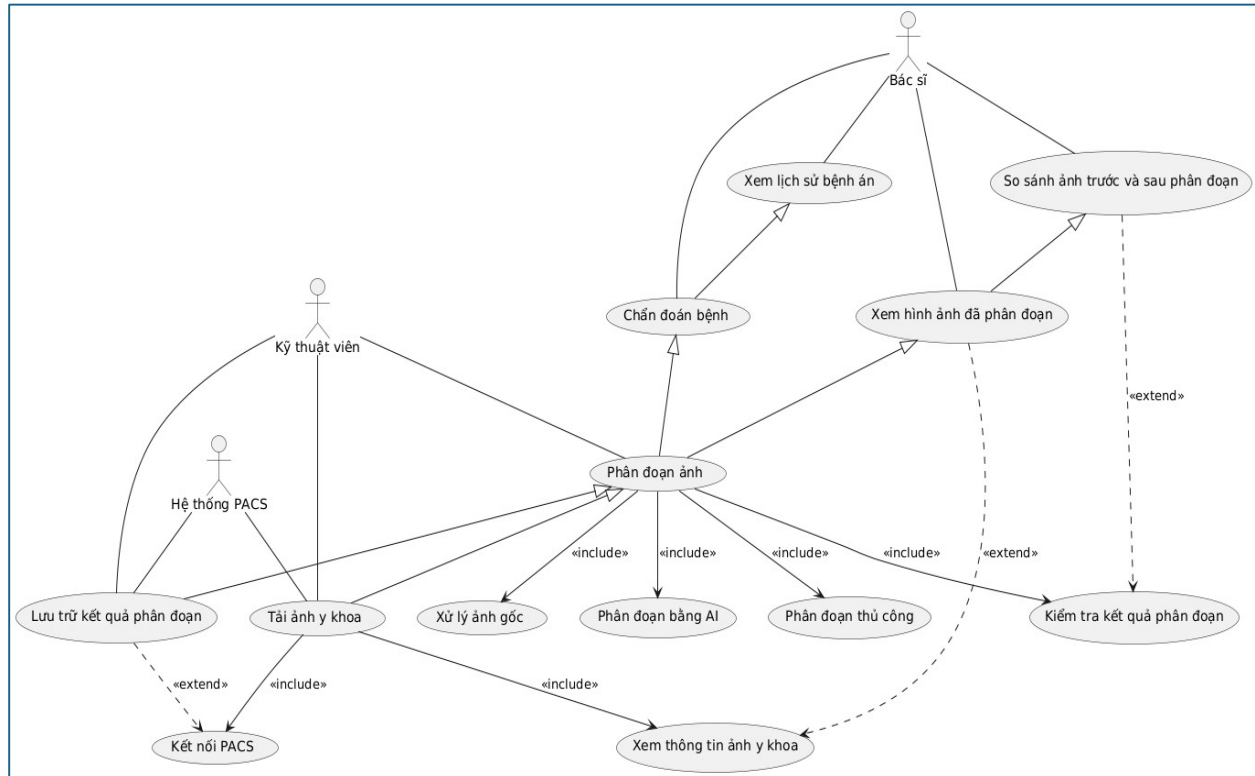 Bác sĩ
Xem lịch sử bệnh án
So sánh ảnh trước và sau phân đoạn
Chẩn đoán bệnh
Xem hình ảnh đã phân đoạn
Kỹ thuật viên
«extend»
Phân đoạn ảnh
Hệ thống PACS
«include»
«include»
«include»
«include»
«extend»
Lưu trữ kết quả phân đoạn
Tải ảnh y khoa
Xử lý ảnh gốc
Phân đoạn bằng AI
Phân đoạn thủ công
Kiểm tra kết quả phân đoạn
«extend»
«include»
«include»
Kết nối PACS
Xem thông tin ảnh y khoa